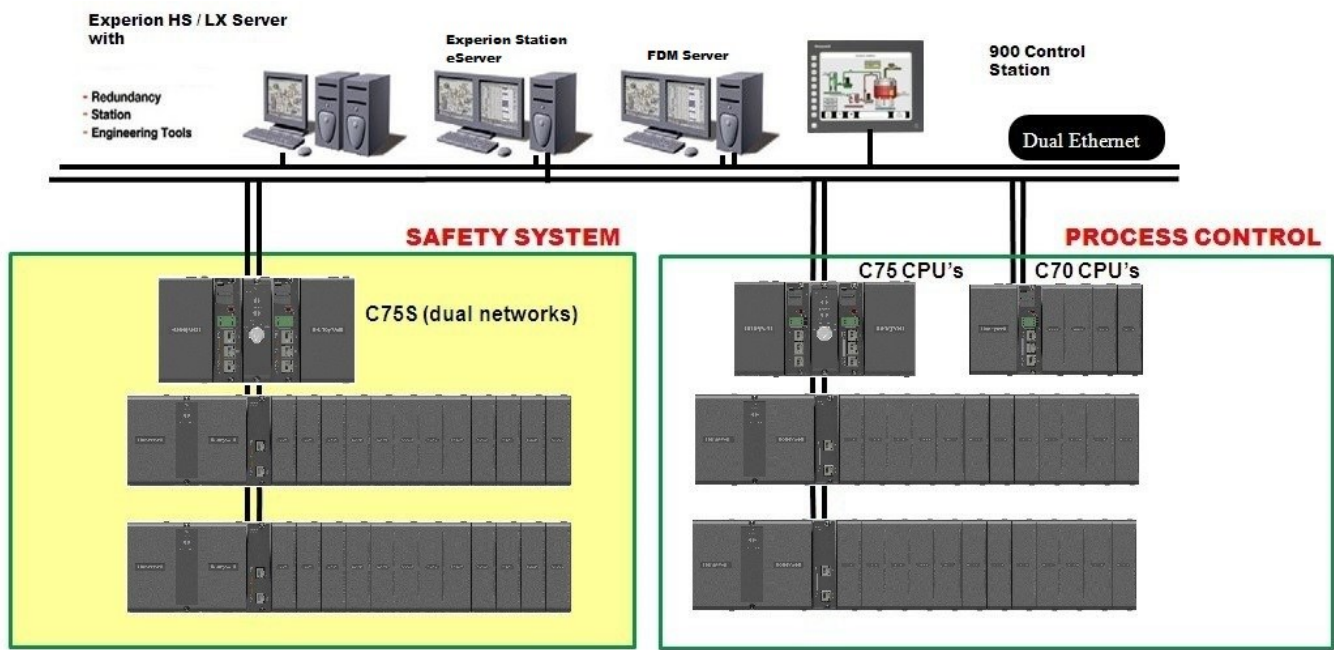 Experion HS / LX Server
with
- Redundancy
- Station
- Engineering Tools
Experion Station
eServer
FDM Server
900 Control
Station
Dual Ethernet
SAFETY SYSTEM
PROCESS CONTROL
C75S (dual networks)
C75 CPU's
C70 CPU's